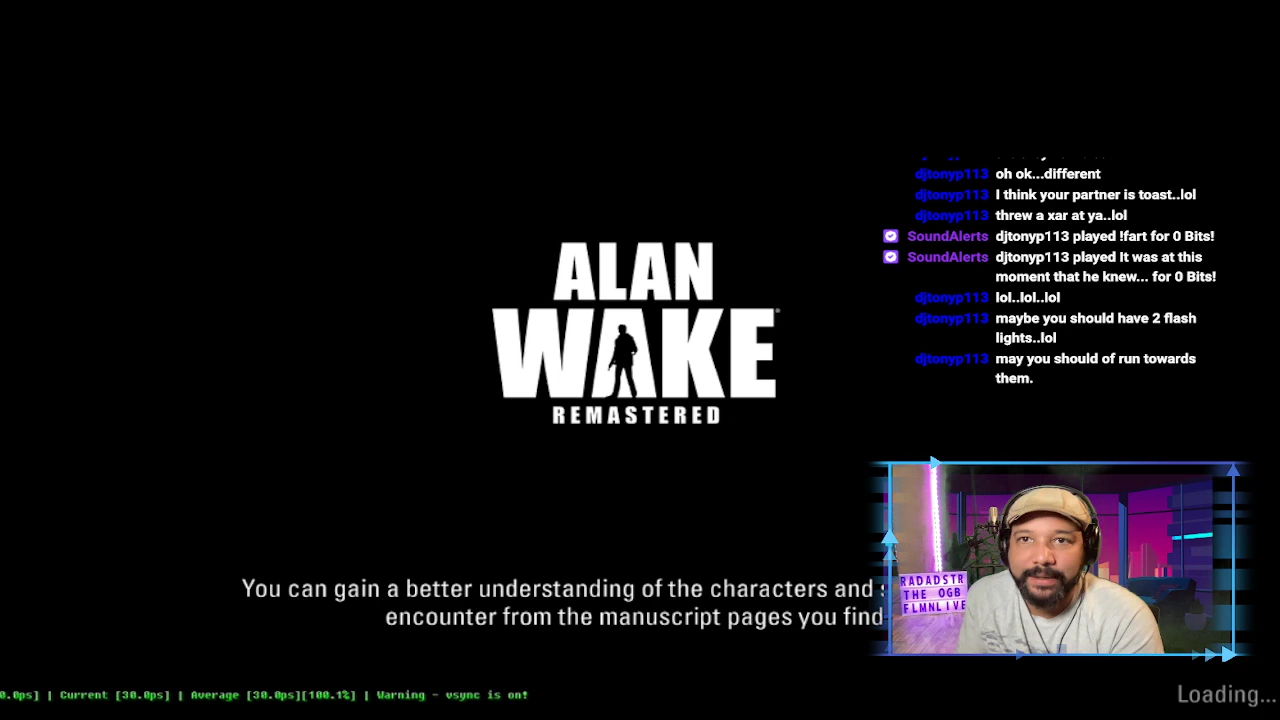 djtonyp113 oh ok...different
djtonyp113 I think your partner is toast..lol
djtonyp113 threw a xar at ya..lol
SoundAlerts djtonyp113 played !fart for 0 Bits!
SoundAlerts djtonyp113 played It was at this
moment that he knew... for 0 Bits!
djtonyp113 lol..lol..lol
djtonyp113 maybe you should have 2 flash
lights..lol
djtonyp113 may you should of run towards
them.
ALAN
WAKE
REMASTERED
You can gain a better understanding of the characters and
encounter from the manuscript pages you find
RADADSTR
THE OGB
FLMNLIVE
0.0ps] | Current [30.0ps] | Average [30.0ps][100.1%] | Warning - vsync is on!
Loading...